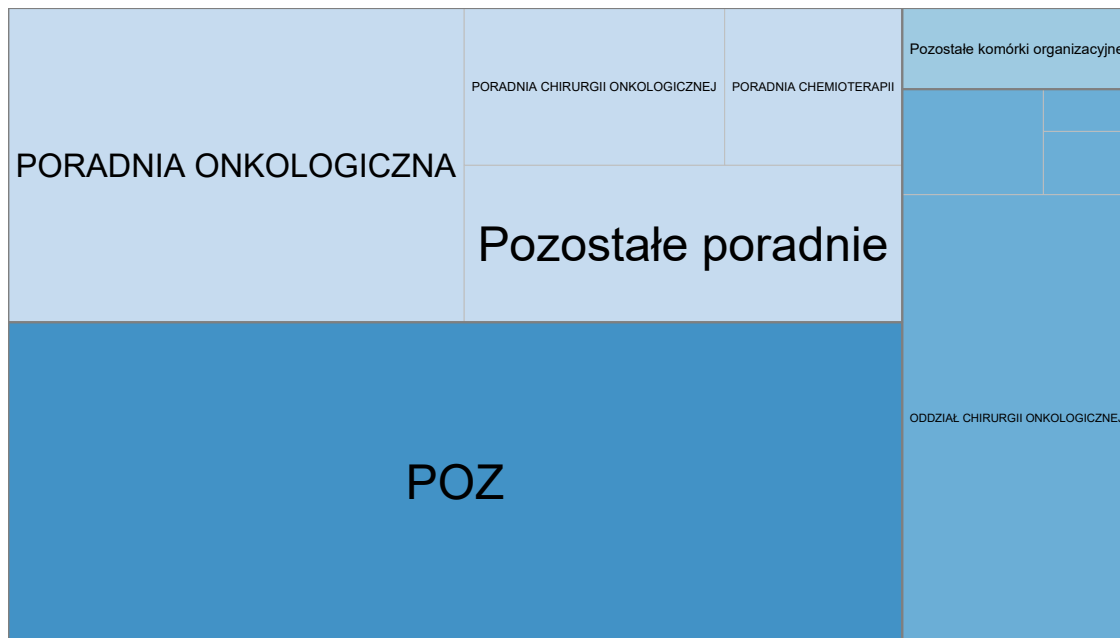 PORADNIA ONKOLOGICZNA
PORADNIA CHIRURGII ONKOLOGICZNEJ
PORADNIA CHEMIOTERAPII
Pozostałe poradnie
POZ
Pozostałe komórki organizacyjne
ODDZIAŁ CHIRURGII ONKOLOGICZNEJ